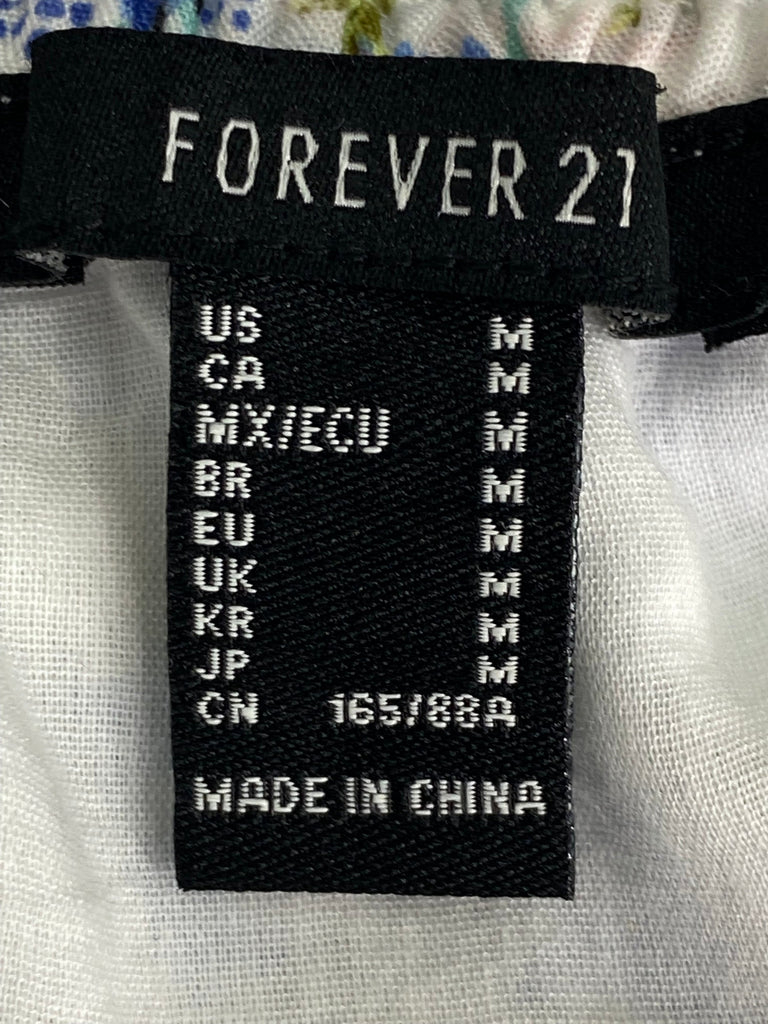 FOREVER 21
US M
CA M
MX/ECU M
BR M
EU M
UK M
KR M
JP M
CN 165/88A
MADE IN CHINA